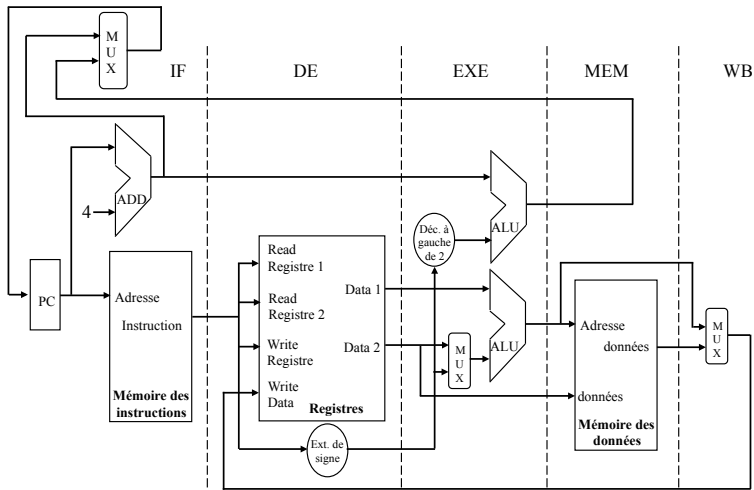 M
U
X
IF
DE
EXE
MEM
WB
ADD
4
ALU
Déc. à
gauche
de 2
PC
Adresse
Instruction
Mémoire des
instructions
Read
Registre 1
Read
Registre 2
Write
Registre
Write
Data
Data 1
Data 2
Registres
Ext. de
signe
M
U
X
ALU
Adresse
données
données
Mémoire des
données
M
U
X